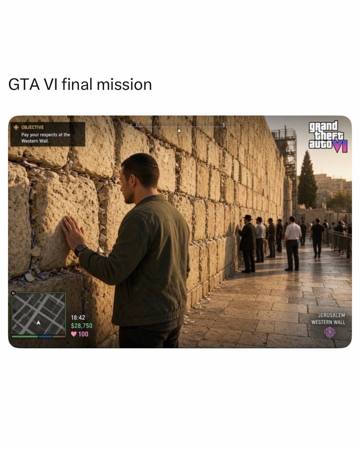 GTA VI final mission
OBJECTIVE
Pay your respects at the
Western Wall.
grand
theft
auto VI
18:42
$28,750
100
JERUSALEM
WESTERN WALL